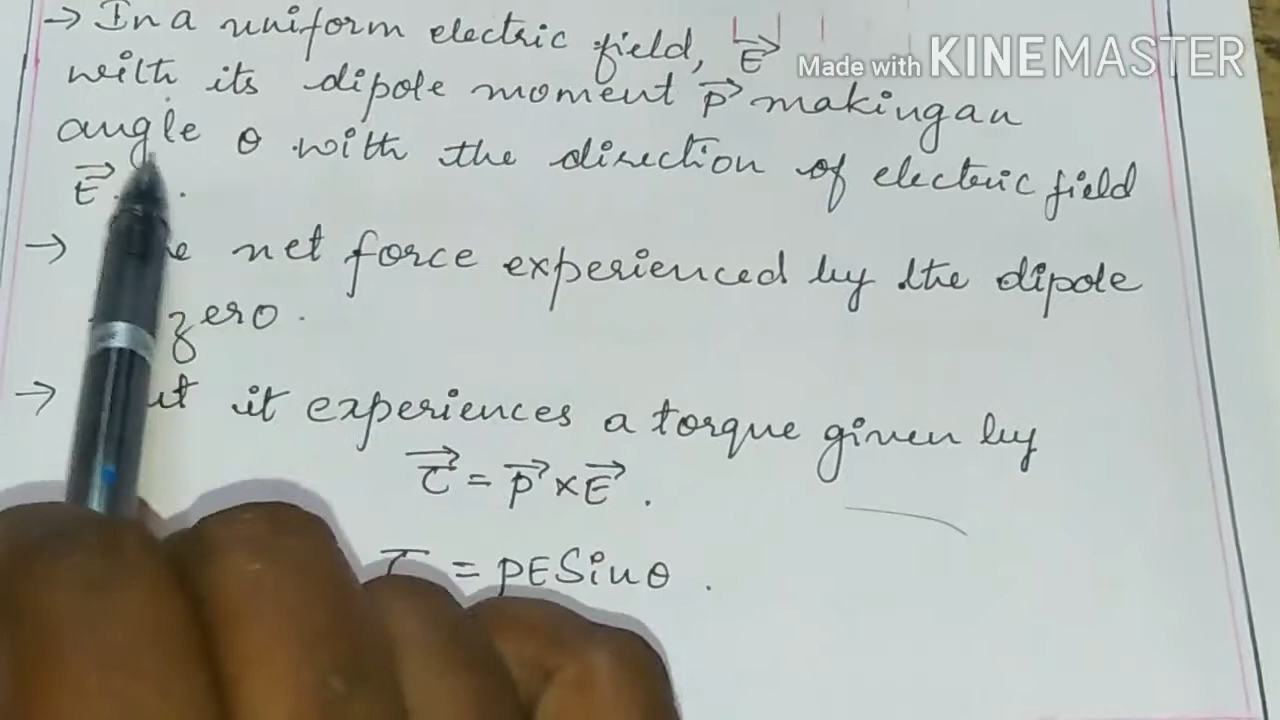 → In a uniform electric field, E⃗
Made with KINEMASTER
with its dipole moment P⃗ making an
angle θ with the direction of electric field
E⃗ .
→ net force experienced by the dipole
zero.
→ it experiences a torque given by
τ⃗ = P⃗ × E⃗ .
τ = PE Sin θ .